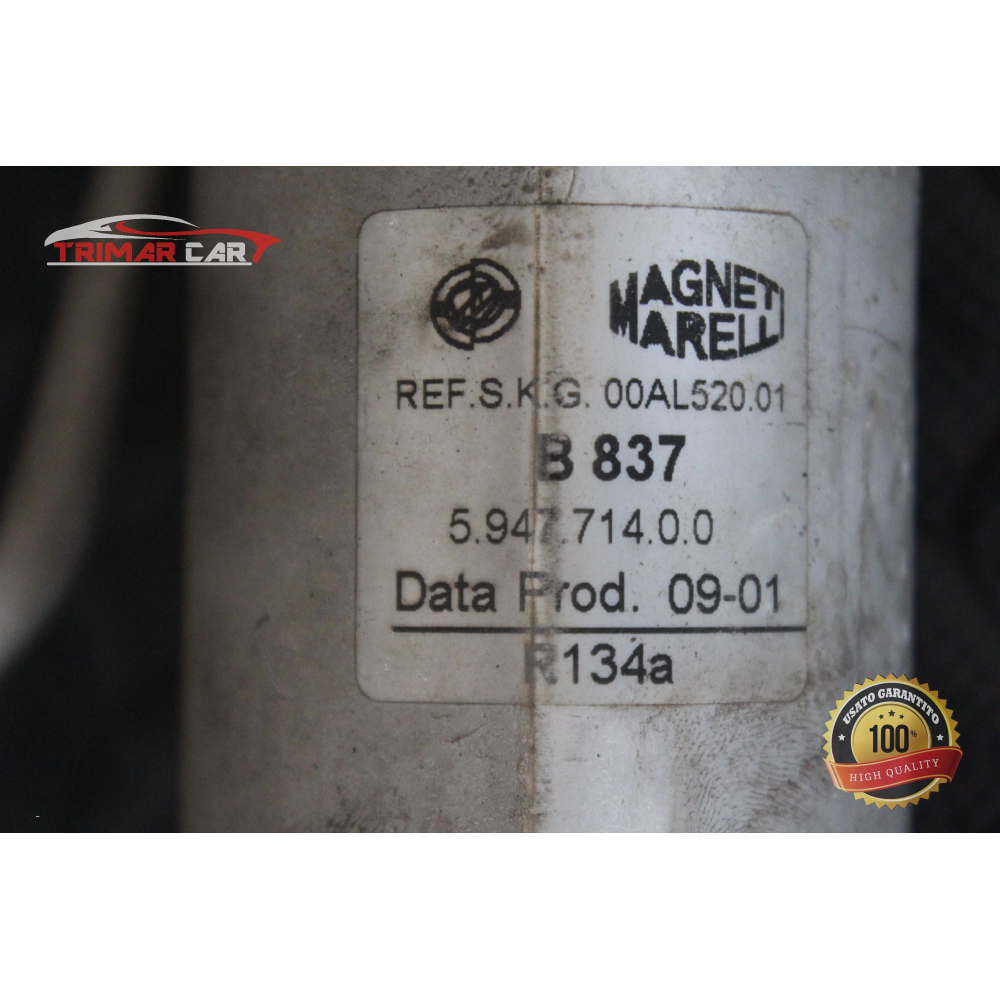 TRIMAR CAR
MAGNETI
MARELLI
REF.S.K.G. 00AL520.01
B 837
5.947.714.0.0
Data Prod. 09-01
R134a
USATO GARANTITO
100%
HIGH QUALITY